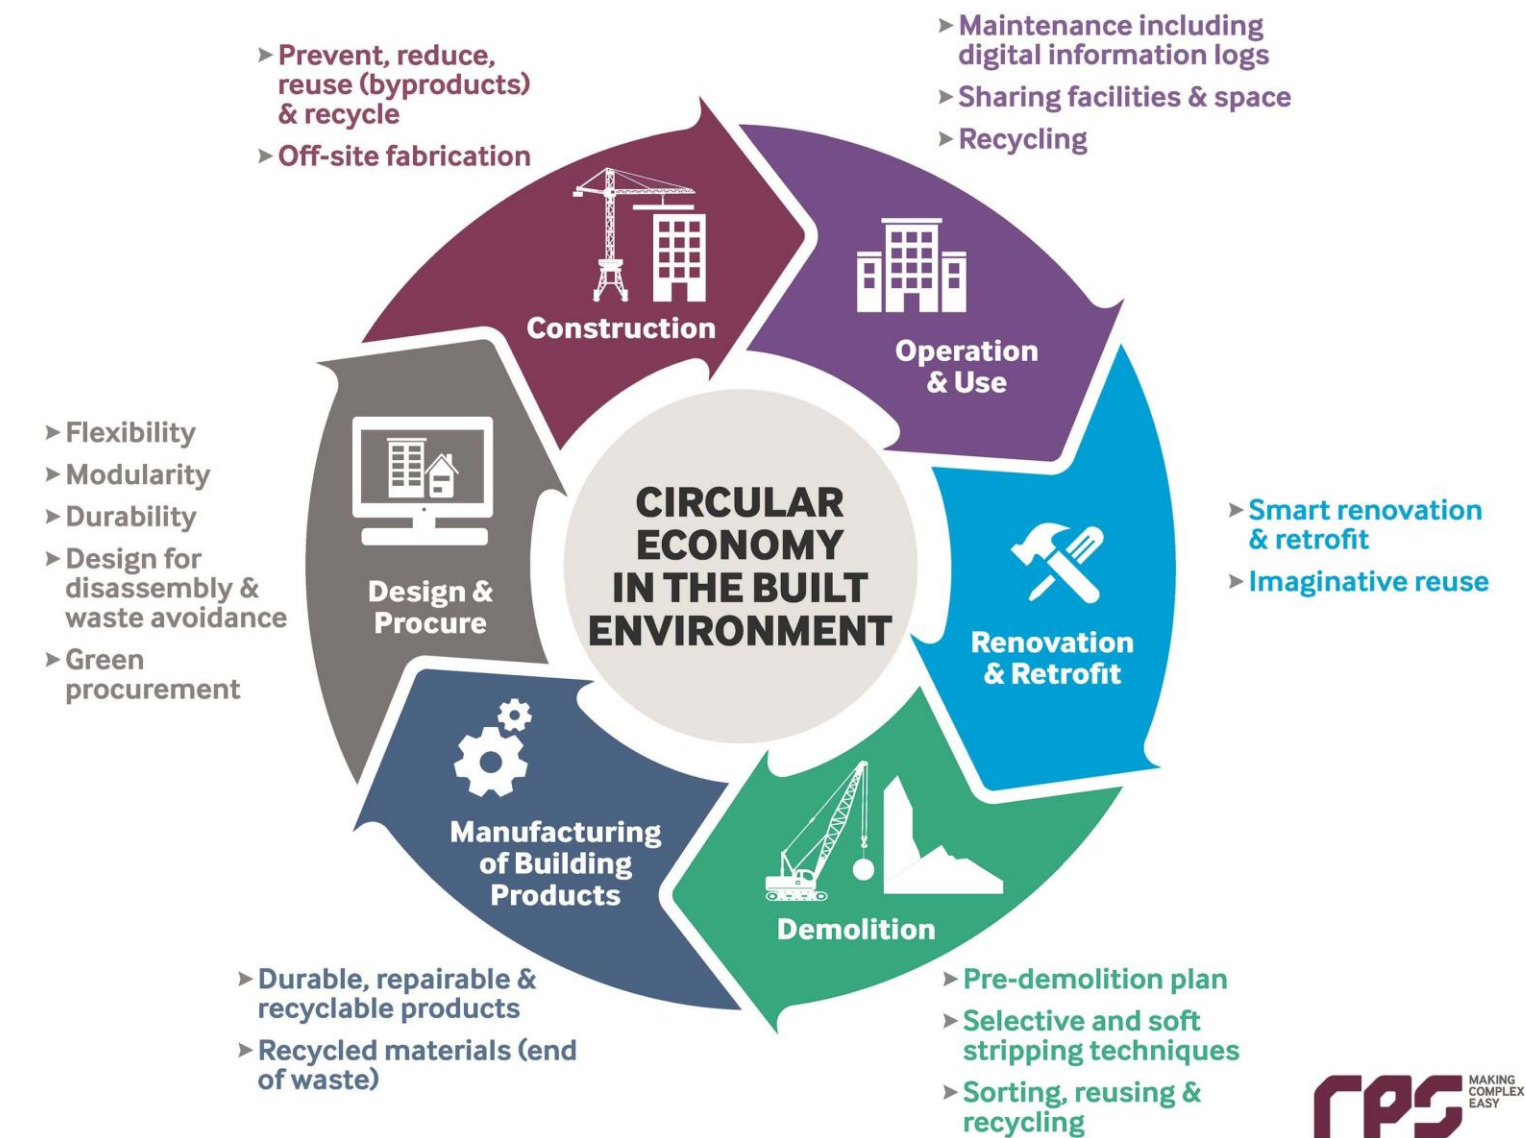 Prevent, reduce,
reuse (byproducts)
& recycle
Off-site fabrication
Maintenance including
digital information logs
Sharing facilities & space
Recycling
Construction
Operation
& Use
Flexibility
Modularity
Durability
Design for
disassembly &
waste avoidance
Green
procurement
Design &
Procure
CIRCULAR
ECONOMY
IN THE BUILT
ENVIRONMENT
Renovation
& Retrofit
Smart renovation
& retrofit
Imaginative reuse
Manufacturing
of Building
Products
Demolition
Durable, repairable &
recyclable products
Recycled materials (end
of waste)
Pre-demolition plan
Selective and soft
stripping techniques
Sorting, reusing &
recycling
rps
MAKING
COMPLEX
EASY